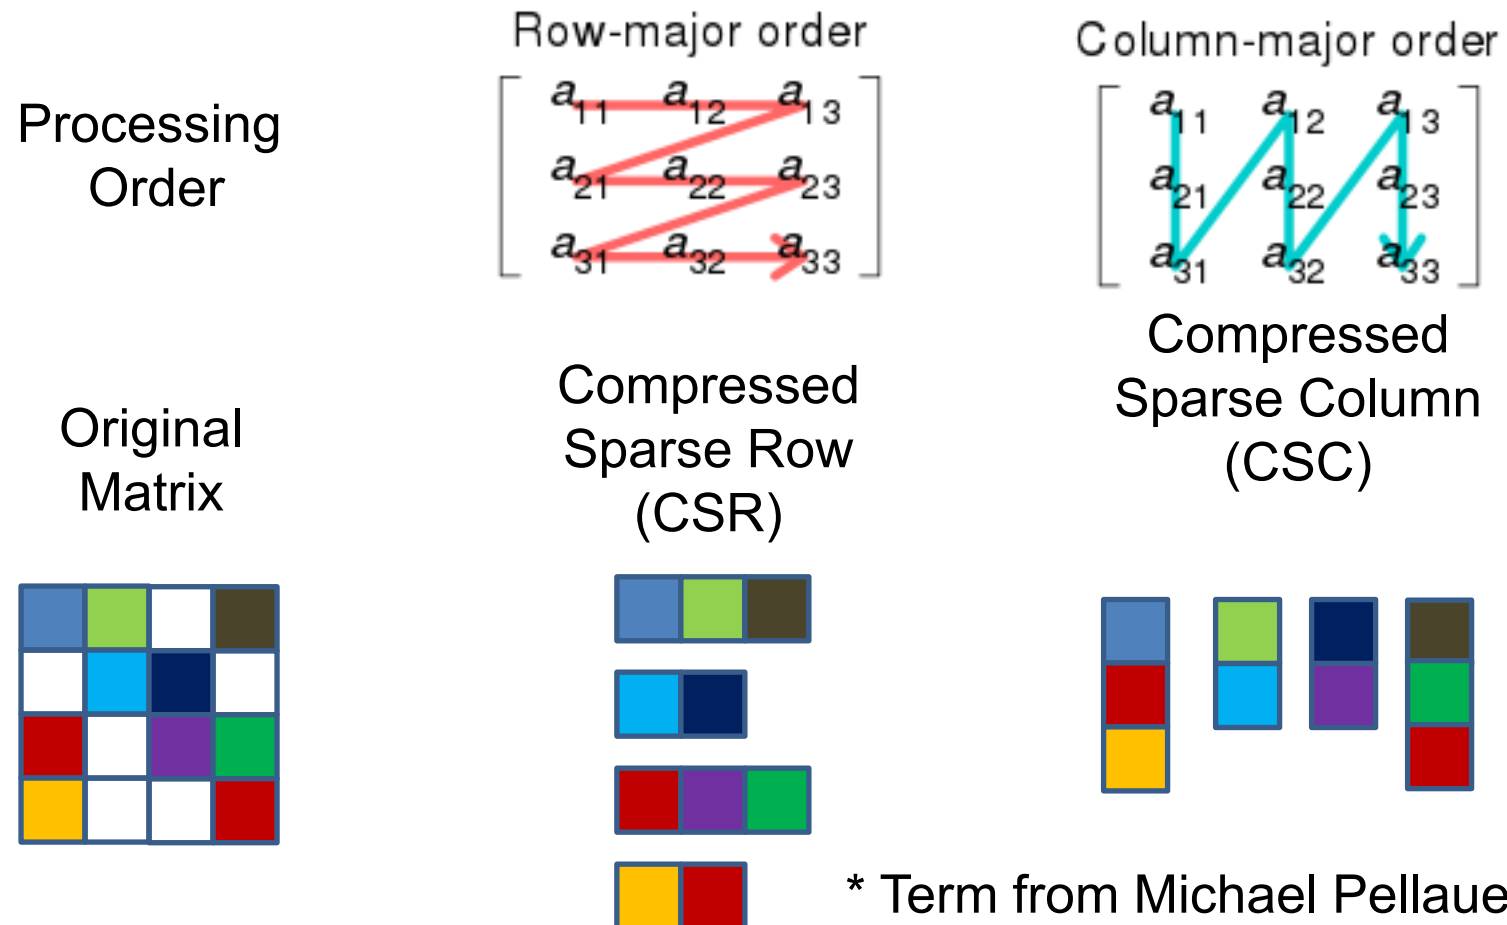 Row-major order
Column-major order
Processing
Order
a11 a12 a13
a21 a22 a23
a31 a32 a33
a11 a12 a13
a21 a22 a23
a31 a32 a33
Original
Matrix
Compressed
Sparse Row
(CSR)
Compressed
Sparse Column
(CSC)
* Term from Michael Pellaue